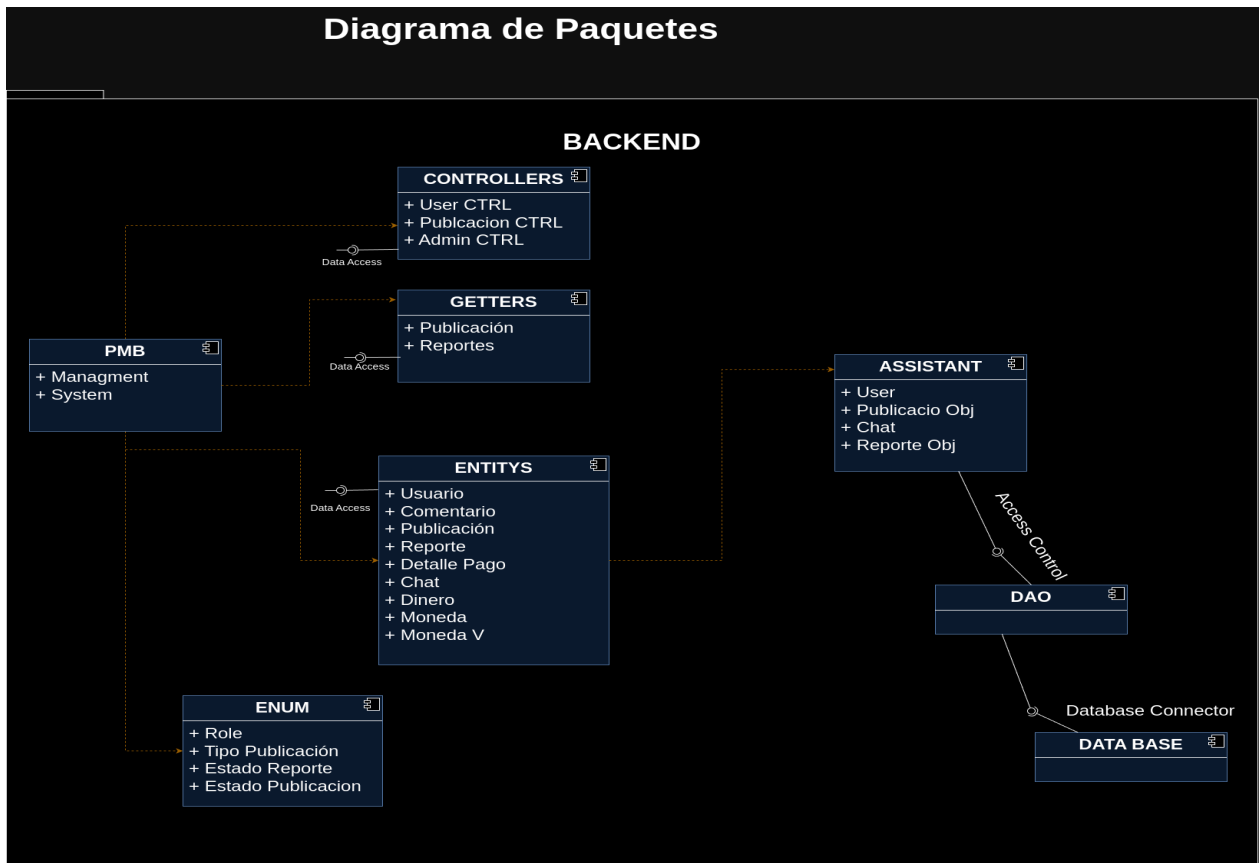 Diagrama de Paquetes
BACKEND
CONTROLLERS
+ User CTRL
+ Publcacion CTRL
+ Admin CTRL
Data Access
GETTERS
+ Publicación
+ Reportes
Data Access
PMB
+ Managment
+ System
ASSISTANT
+ User
+ Publicacio Obj
+ Chat
+ Reporte Obj
ENTITYS
+ Usuario
+ Comentario
+ Publicación
+ Reporte
+ Detalle Pago
+ Chat
+ Dinero
+ Moneda
+ Moneda V
Data Access
Access Control
DAO
ENUM
+ Role
+ Tipo Publicación
+ Estado Reporte
+ Estado Publicacion
Database Connector
DATA BASE